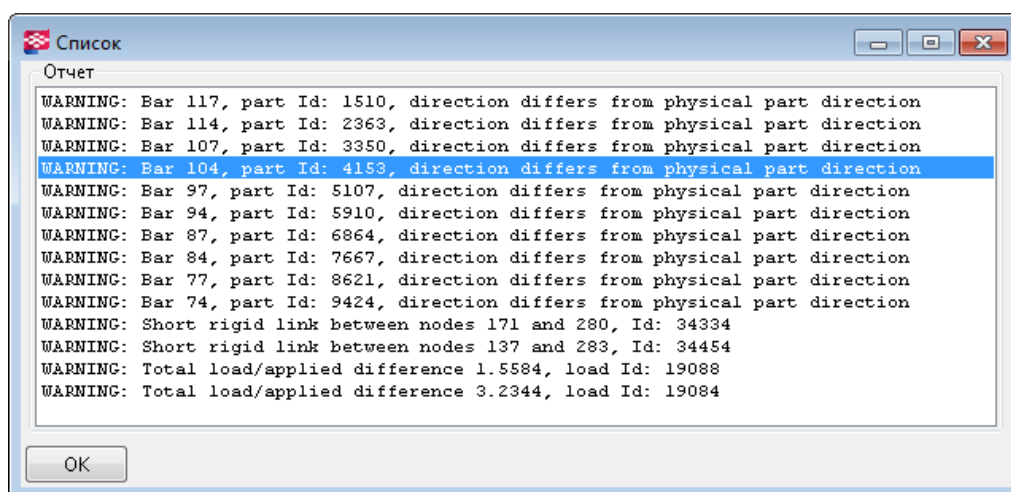 Список
Отчет
WARNING: Bar 117, part Id: 1510, direction differs from physical part direction
WARNING: Bar 114, part Id: 2363, direction differs from physical part direction
WARNING: Bar 107, part Id: 3350, direction differs from physical part direction
WARNING: Bar 104, part Id: 4153, direction differs from physical part direction
WARNING: Bar 97, part Id: 5107, direction differs from physical part direction
WARNING: Bar 94, part Id: 5910, direction differs from physical part direction
WARNING: Bar 87, part Id: 6864, direction differs from physical part direction
WARNING: Bar 84, part Id: 7667, direction differs from physical part direction
WARNING: Bar 77, part Id: 8621, direction differs from physical part direction
WARNING: Bar 74, part Id: 9424, direction differs from physical part direction
WARNING: Short rigid link between nodes 171 and 280, Id: 34334
WARNING: Short rigid link between nodes 137 and 283, Id: 34454
WARNING: Total load/applied difference 1.5584, load Id: 19088
WARNING: Total load/applied difference 3.2344, load Id: 19084
OK